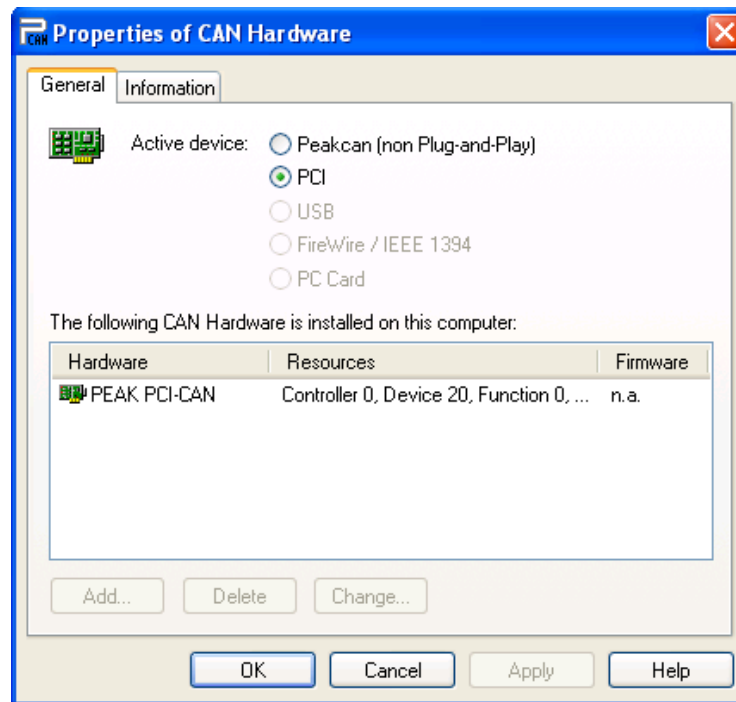 PCAN Properties of CAN Hardware
General Information
Active device: Peakcan (non Plug-and-Play)
PCI
USB
FireWire / IEEE 1394
PC Card
The following CAN Hardware is installed on this computer:
Hardware Resources Firmware
PEAK PCI-CAN Controller 0, Device 20, Function 0, ... n.a.
Add... Delete Change...
OK Cancel Apply Help